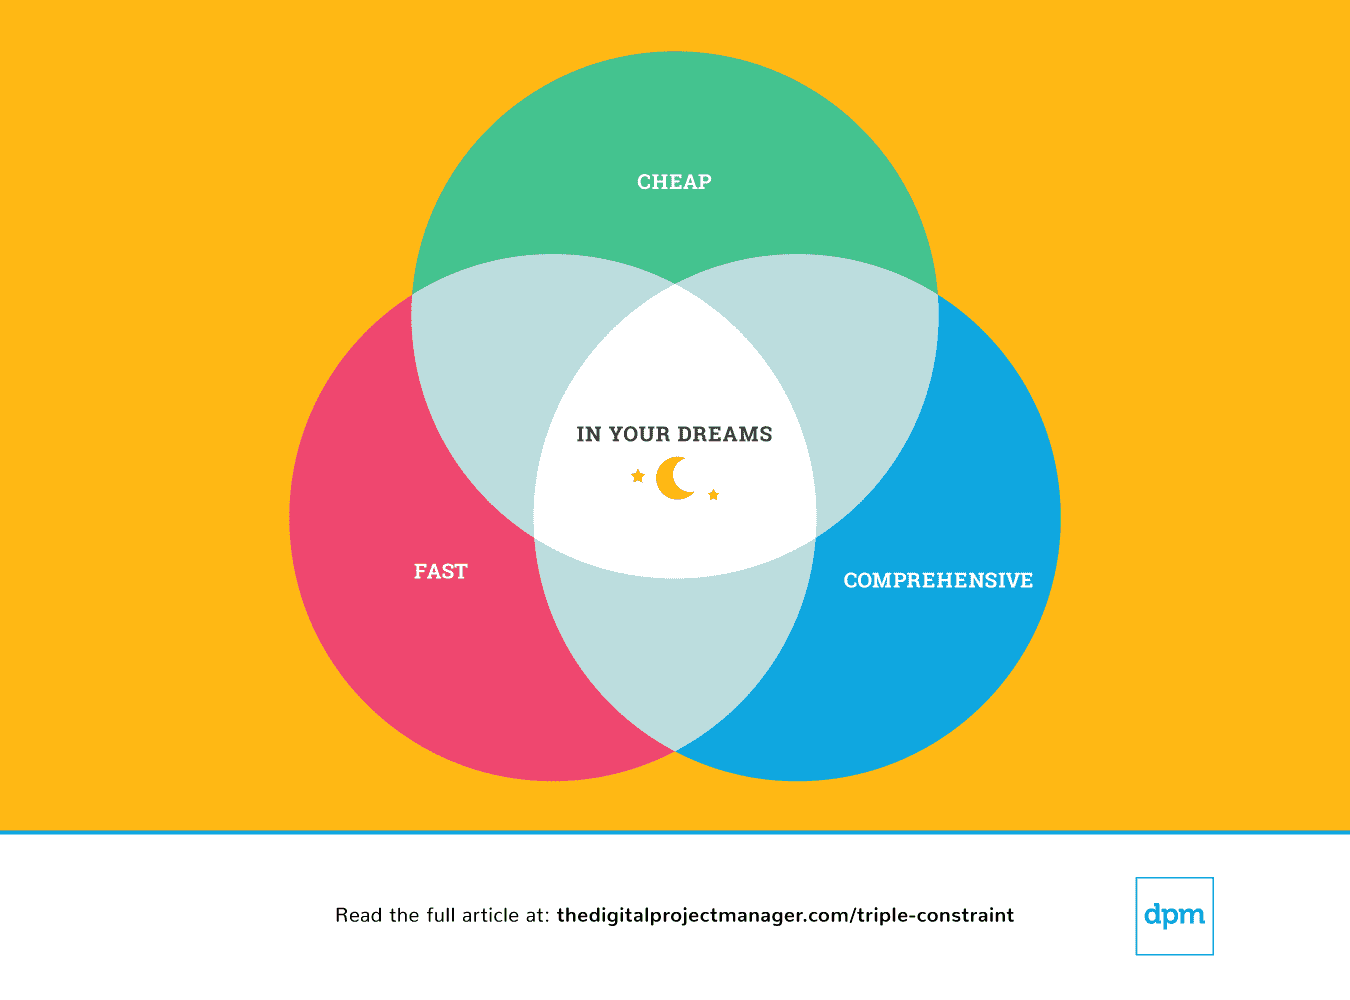 CHEAP
IN YOUR DREAMS
FAST
COMPREHENSIVE
Read the full article at: thedigitalprojectmanager.com/triple-constraint
dpm